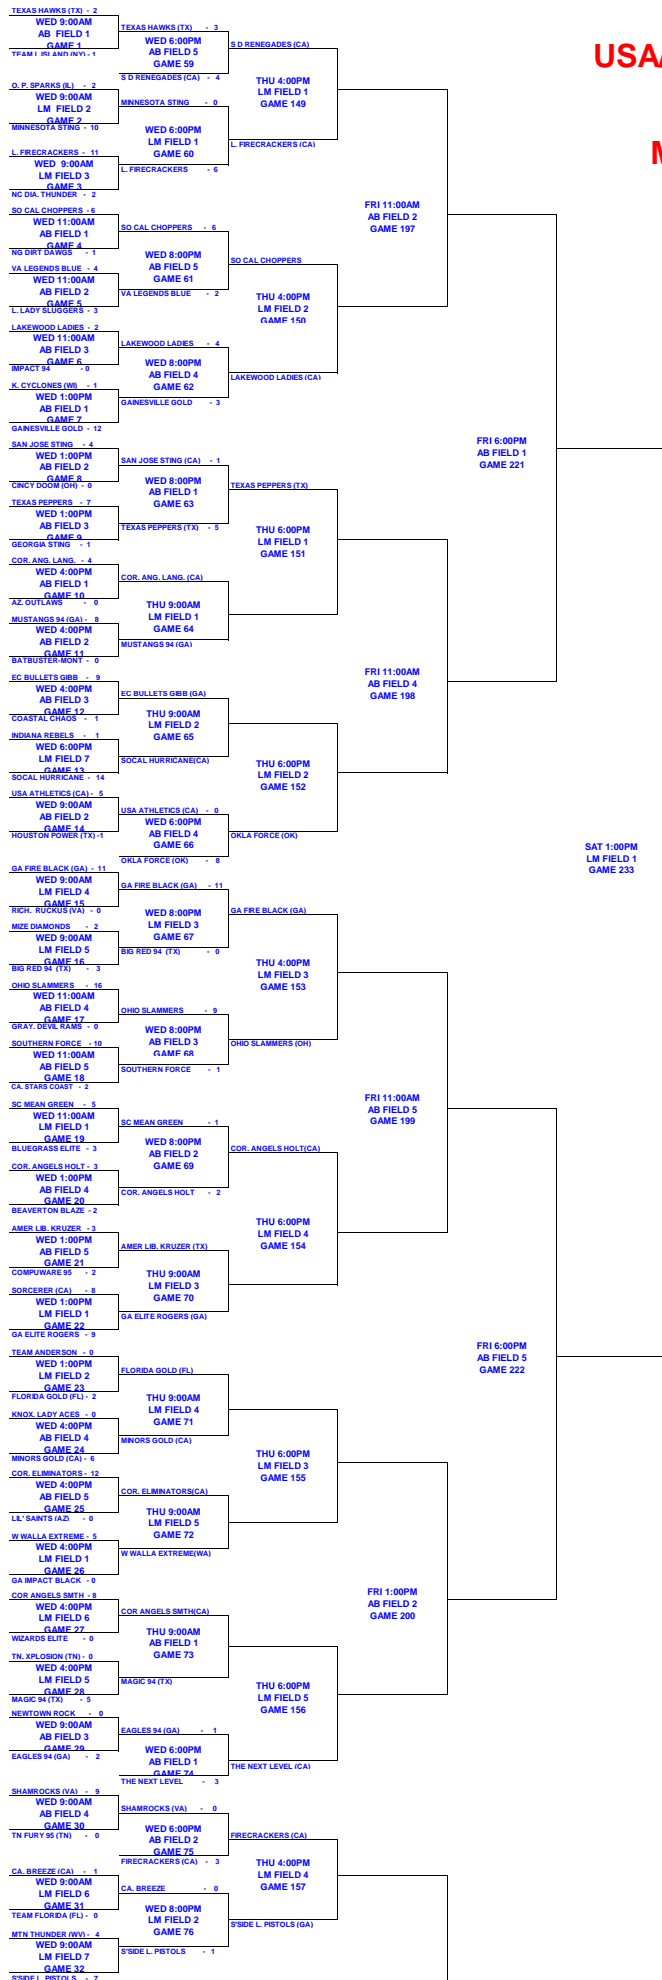 USA/
M
TEXAS HAWKS (TX) - 2
WED 9:00AM
AB FIELD 1
GAME 1
TEAM L ISLAND (NY) - 1
O. P. SPARKS (IL) - 2
WED 9:00AM
LM FIELD 2
GAME 2
MINNESOTA STING - 10
L. FIRECRACKERS - 11
WED 9:00AM
LM FIELD 3
GAME 3
NC DIA. THUNDER - 2
SO CAL CHOPPERS - 6
WED 11:00AM
AB FIELD 1
GAME 4
NG DIRT DAWGS - 1
VA LEGENDS BLUE - 4
WED 11:00AM
AB FIELD 2
GAME 5
L. LADY SLUGGERS - 3
LAKEWOOD LADIES - 2
WED 11:00AM
AB FIELD 3
GAME 6
IMPACT 94 - 0
K. CYCLONES (WI) - 1
WED 1:00PM
AB FIELD 1
GAME 7
GAINESVILLE GOLD - 12
SAN JOSE STING - 4
WED 1:00PM
AB FIELD 2
GAME 8
CINCY DOOM (OH) - 0
TEXAS PEPPERS - 7
WED 1:00PM
AB FIELD 3
GAME 9
GEORGIA STING - 1
COR. ANG. LANG. - 4
WED 4:00PM
AB FIELD 1
GAME 10
AZ. OUTLAWS - 0
MUSTANGS 94 (GA) - 8
WED 4:00PM
AB FIELD 2
GAME 11
BATBUSTER-MONT - 0
EC BULLETS GIBB - 9
WED 4:00PM
AB FIELD 3
GAME 12
COASTAL CHAOS - 1
INDIANA REBELS - 1
WED 6:00PM
LM FIELD 7
GAME 13
SOCAL HURRICANE - 14
USA ATHLETICS (CA) - 5
WED 9:00AM
AB FIELD 2
GAME 14
HOUSTON POWER (TX) -1
GA FIRE BLACK (GA) - 11
WED 9:00AM
LM FIELD 4
GAME 15
RICH. RUCKUS (VA) - 0
MIZE DIAMONDS - 2
WED 9:00AM
LM FIELD 5
GAME 16
BIG RED 94 (TX) - 3
OHIO SLAMMERS - 16
WED 11:00AM
AB FIELD 4
GAME 17
GRAY. DEVIL RAMS - 0
SOUTHERN FORCE - 10
WED 11:00AM
AB FIELD 5
GAME 18
CA. STARS COAST - 2
SC MEAN GREEN - 5
WED 11:00AM
LM FIELD 1
GAME 19
BLUEGRASS ELITE - 3
COR. ANGELS HOLT - 3
WED 1:00PM
AB FIELD 4
GAME 20
BEAVERTON BLAZE - 2
AMER LIB. KRUZER - 3
WED 1:00PM
AB FIELD 5
GAME 21
COMPUWARE 95 - 2
SORCERER (CA) - 8
WED 1:00PM
LM FIELD 1
GAME 22
GA ELITE ROGERS - 9
TEAM ANDERSON - 0
WED 1:00PM
LM FIELD 2
GAME 23
FLORIDA GOLD (FL) - 2
KNOX. LADY ACES - 0
WED 4:00PM
AB FIELD 4
GAME 24
MINORS GOLD (CA) - 6
COR. ELIMINATORS - 12
WED 4:00PM
AB FIELD 5
GAME 25
LIL' SAINTS (AZ) - 0
W WALLA EXTREME - 5
WED 4:00PM
LM FIELD 1
GAME 26
GA IMPACT BLACK - 0
COR ANGELS SMTH - 8
WED 4:00PM
LM FIELD 6
GAME 27
WIZARDS ELITE - 0
TN. XPLOSION (TN) - 0
WED 4:00PM
LM FIELD 5
GAME 28
MAGIC 94 (TX) - 5
NEWTOWN ROCK - 0
WED 9:00AM
AB FIELD 3
GAME 29
EAGLES 94 (GA) - 2
SHAMROCKS (VA) - 9
WED 9:00AM
AB FIELD 4
GAME 30
TN FURY 95 (TN) - 0
CA. BREEZE (CA) - 1
WED 9:00AM
LM FIELD 6
GAME 31
TEAM FLORIDA (FL) - 0
MTN THUNDER (WV) - 4
WED 9:00AM
LM FIELD 7
GAME 32
S'SIDE L. PISTOLS - 7
TEXAS HAWKS (TX) - 3
WED 6:00PM
AB FIELD 5
GAME 59
S D RENEGADES (CA) - 4
MINNESOTA STING - 0
WED 6:00PM
LM FIELD 1
GAME 60
L. FIRECRACKERS - 6
SO CAL CHOPPERS - 6
WED 8:00PM
AB FIELD 5
GAME 61
VA LEGENDS BLUE - 2
LAKEWOOD LADIES - 4
WED 8:00PM
AB FIELD 4
GAME 62
GAINESVILLE GOLD - 3
SAN JOSE STING (CA) - 1
WED 8:00PM
AB FIELD 1
GAME 63
TEXAS PEPPERS (TX) - 5
COR. ANG. LANG. (CA)
THU 9:00AM
LM FIELD 1
GAME 64
MUSTANGS 94 (GA)
EC BULLETS GIBB (GA)
THU 9:00AM
LM FIELD 2
GAME 65
SOCAL HURRICANE(CA)
USA ATHLETICS (CA) - 0
WED 6:00PM
AB FIELD 4
GAME 66
OKLA FORCE (OK) - 8
GA FIRE BLACK (GA) - 11
WED 8:00PM
LM FIELD 3
GAME 67
BIG RED 94 (TX) - 0
OHIO SLAMMERS - 9
WED 8:00PM
AB FIELD 3
GAME 68
SOUTHERN FORCE - 1
SC MEAN GREEN - 1
WED 8:00PM
AB FIELD 2
GAME 69
COR. ANGELS HOLT - 2
AMER LIB. KRUZER (TX)
THU 9:00AM
LM FIELD 3
GAME 70
GA ELITE ROGERS (GA)
FLORIDA GOLD (FL)
THU 9:00AM
LM FIELD 4
GAME 71
MINORS GOLD (CA)
COR. ELIMINATORS(CA)
THU 9:00AM
LM FIELD 5
GAME 72
W WALLA EXTREME(WA)
COR ANGELS SMTH(CA)
THU 9:00AM
AB FIELD 1
GAME 73
MAGIC 94 (TX)
EAGLES 94 (GA) - 1
WED 6:00PM
AB FIELD 1
GAME 74
THE NEXT LEVEL - 3
SHAMROCKS (VA) - 0
WED 6:00PM
AB FIELD 2
GAME 75
FIRECRACKERS (CA) - 3
CA. BREEZE - 0
WED 8:00PM
LM FIELD 2
GAME 76
S'SIDE L. PISTOLS - 1
S D RENEGADES (CA)
THU 4:00PM
LM FIELD 1
GAME 149
L. FIRECRACKERS (CA)
SO CAL CHOPPERS
THU 4:00PM
LM FIELD 2
GAME 150
LAKEWOOD LADIES (CA)
TEXAS PEPPERS (TX)
THU 6:00PM
LM FIELD 1
GAME 151
THU 6:00PM
LM FIELD 2
GAME 152
OKLA FORCE (OK)
GA FIRE BLACK (GA)
THU 4:00PM
LM FIELD 3
GAME 153
OHIO SLAMMERS (OH)
COR. ANGELS HOLT(CA)
THU 6:00PM
LM FIELD 4
GAME 154
THU 6:00PM
LM FIELD 3
GAME 155
THU 6:00PM
LM FIELD 5
GAME 156
THE NEXT LEVEL (CA)
FIRECRACKERS (CA)
THU 4:00PM
LM FIELD 4
GAME 157
S'SIDE L. PISTOLS (GA)
FRI 11:00AM
AB FIELD 2
GAME 197
FRI 11:00AM
AB FIELD 4
GAME 198
FRI 11:00AM
AB FIELD 5
GAME 199
FRI 1:00PM
AB FIELD 2
GAME 200
FRI 6:00PM
AB FIELD 1
GAME 221
FRI 6:00PM
AB FIELD 5
GAME 222
SAT 1:00PM
LM FIELD 1
GAME 233